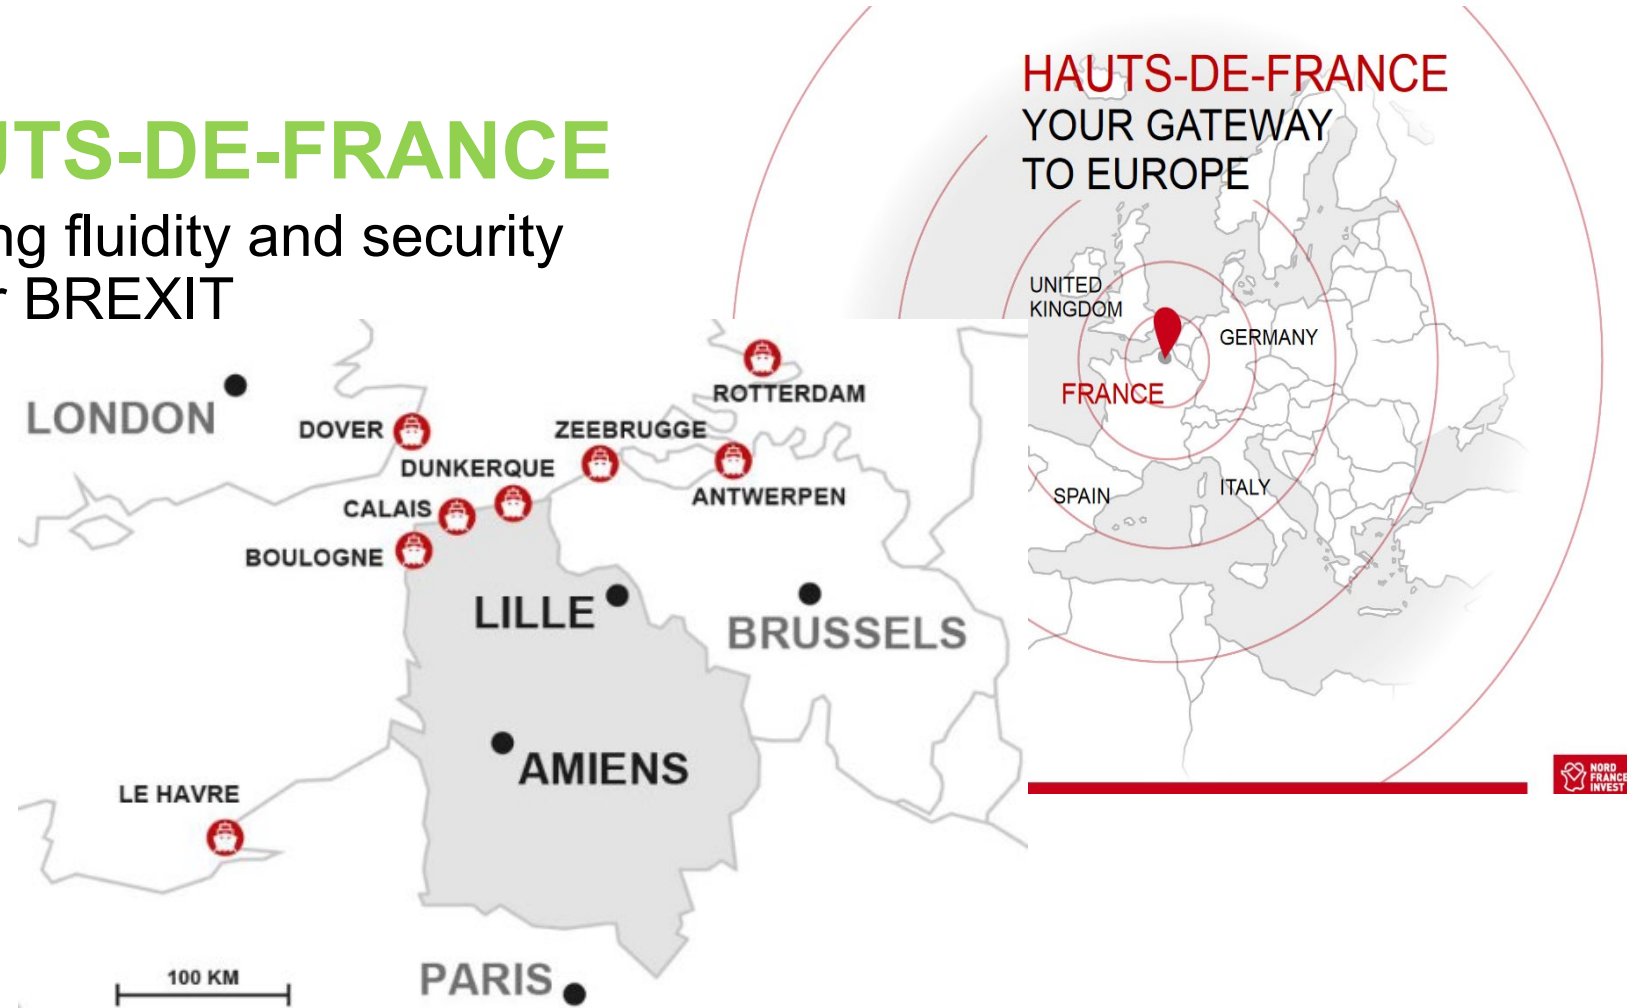 UTS-DE-FRANCE
ng fluidity and security
r BREXIT
HAUTS-DE-FRANCE
YOUR GATEWAY
TO EUROPE
UNITED
KINGDOM
GERMANY
FRANCE
SPAIN
ITALY
ROTTERDAM
LONDON
DOVER
ZEEBRUGGE
DUNKERQUE
ANTWERPEN
CALAIS
BOULOGNE
LILLE
BRUSSELS
AMIENS
LE HAVRE
PARIS
100 KM
NORD
FRANCE
INVEST